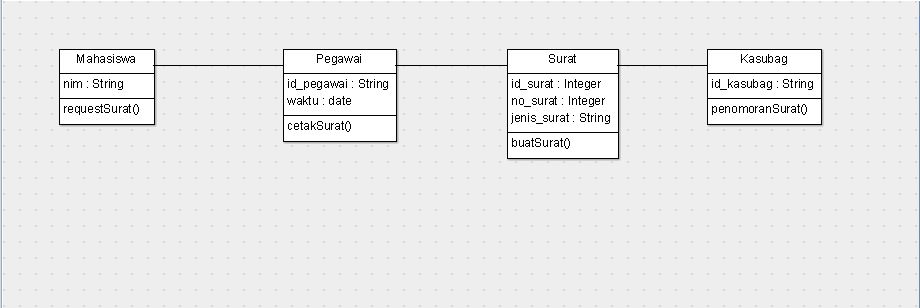 Mahasiswa
nim : String
requestSurat()
Pegawai
id_pegawai : String
waktu : date
cetakSurat()
Surat
id_surat : Integer
no_surat : Integer
jenis_surat : String
buatSurat()
Kasubag
id_kasubag : String
penomoranSurat()